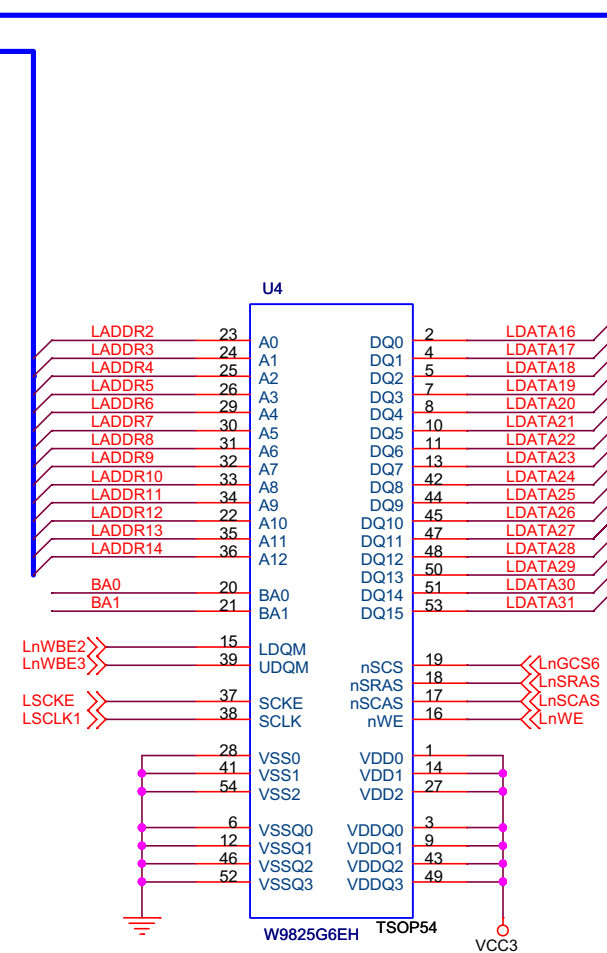 U4
LADDR2 23 A0 DQ0 2 LDATA16
LADDR3 24 A1 DQ1 4 LDATA17
LADDR4 25 A2 DQ2 5 LDATA18
LADDR5 26 A3 DQ3 7 LDATA19
LADDR6 29 A4 DQ4 8 LDATA20
LADDR7 30 A5 DQ5 10 LDATA21
LADDR8 31 A6 DQ6 11 LDATA22
LADDR9 32 A7 DQ7 13 LDATA23
LADDR10 33 A8 DQ8 42 LDATA24
LADDR11 34 A9 DQ9 44 LDATA25
LADDR12 22 A10 DQ10 45 LDATA26
LADDR13 35 A11 DQ11 47 LDATA27
LADDR14 36 A12 DQ12 48 LDATA28
DQ13 50 LDATA29
BA0 20 BA0 DQ14 51 LDATA30
BA1 21 BA1 DQ15 53 LDATA31
LnWBE2 15 LDQM
LnWBE3 39 UDQM nSCS 19 LnGCS6
nSRAS 18 LnSRAS
LSCKE 37 SCKE nSCAS 17 LnSCAS
LSCLK1 38 SCLK nWE 16 LnWE
28 VSS0 VDD0 1
41 VSS1 VDD1 14
54 VSS2 VDD2 27
6 VSSQ0 VDDQ0 3
12 VSSQ1 VDDQ1 9
46 VSSQ2 VDDQ2 43
52 VSSQ3 VDDQ3 49
W9825G6EH TSOP54
VCC3